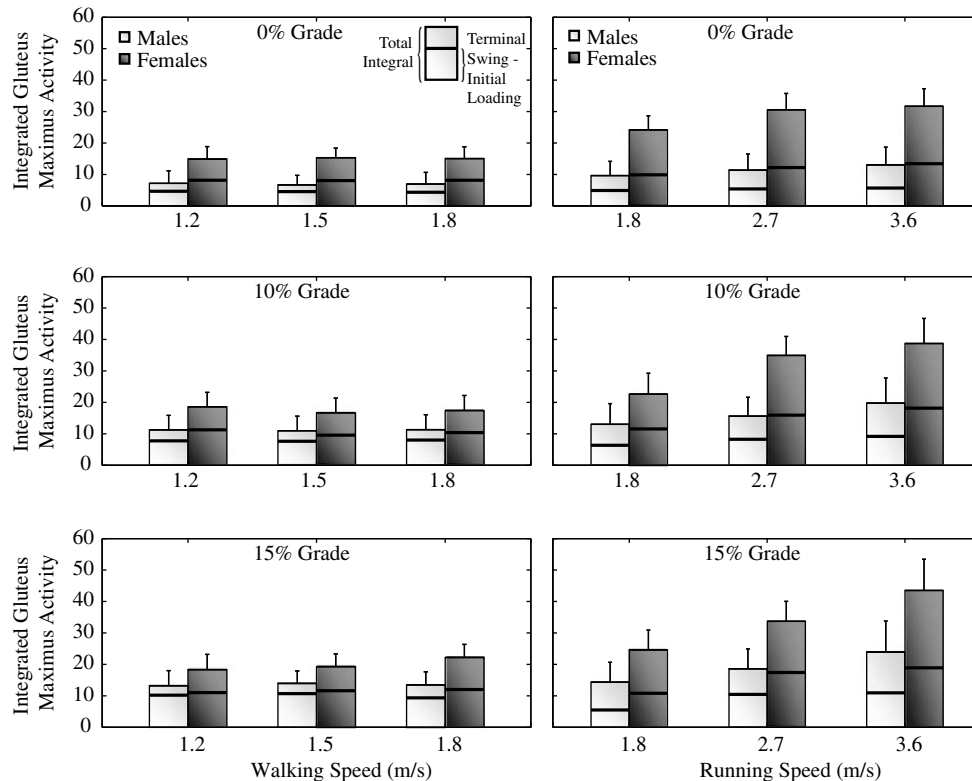 Integrated Gluteus
Maximus Activity
60
50
40
30
20
10
0
Males
Females
0% Grade
Total
Integral
Terminal
Swing -
Initial
Loading
1.2
1.5
1.8
Males
Females
0% Grade
1.8
2.7
3.6
Integrated Gluteus
Maximus Activity
60
50
40
30
20
10
0
10% Grade
1.2
1.5
1.8
10% Grade
1.8
2.7
3.6
Integrated Gluteus
Maximus Activity
60
50
40
30
20
10
0
15% Grade
1.2
1.5
1.8
Walking Speed (m/s)
15% Grade
1.8
2.7
3.6
Running Speed (m/s)